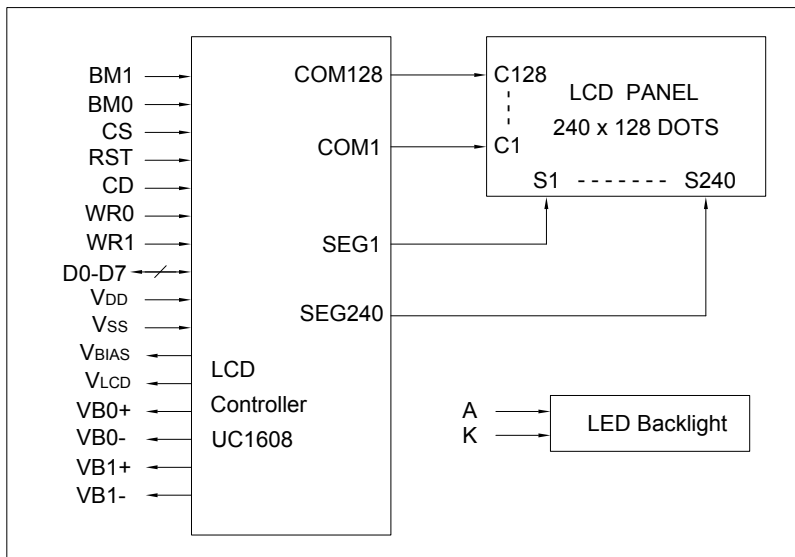 BM1
BM0
CS
RST
CD
WR0
WR1
D0-D7
VDD
VSS
VBIAS
VLCD
VB0+
VB0-
VB1+
VB1-
COM128
COM1
SEG1
SEG240
LCD
Controller
UC1608
C128
C1
LCD PANEL
240 x 128 DOTS
S1 ------- S240
A
K
LED Backlight